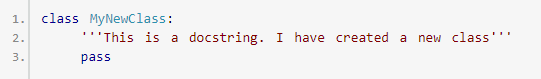 1. class MyNewClass:
2.     '''This is a docstring. I have created a new class'''
3.     pass